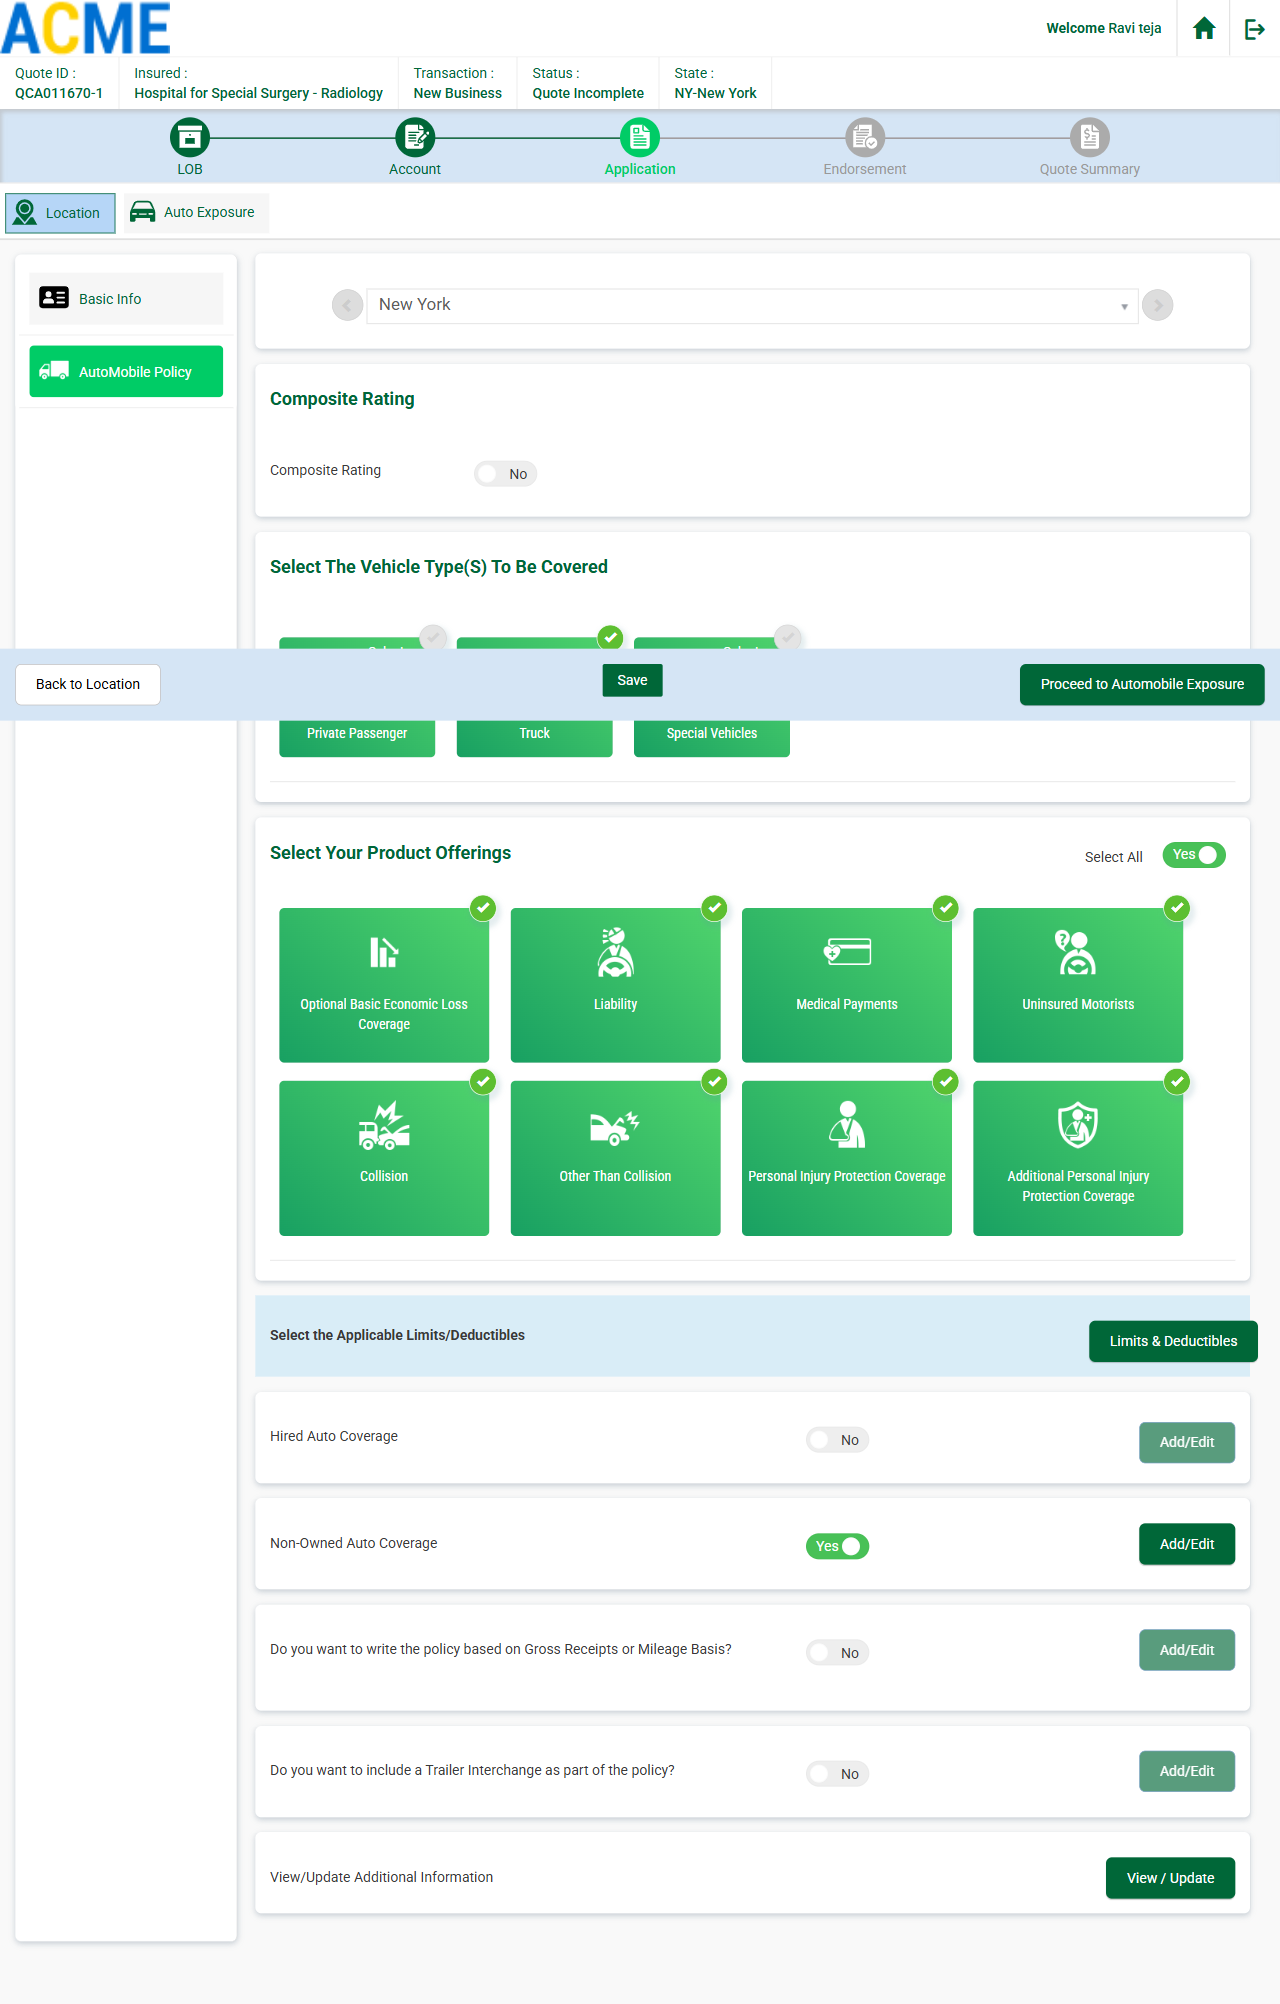 ACME
Welcome Ravi teja
Quote ID :
QCA011670-1
Insured :
Hospital for Special Surgery - Radiology
Transaction :
New Business
Status :
Quote Incomplete
State :
NY-New York
LOB
Account
Application
Endorsement
Quote Summary
Location
Auto Exposure
Basic Info
AutoMobile Policy
New York
Composite Rating
Composite Rating
No
Select The Vehicle Type(S) To Be Covered
Back to Location
Save
Proceed to Automobile Exposure
Private Passenger
Truck
Special Vehicles
Select Your Product Offerings
Select All
Yes
Optional Basic Economic Loss
Coverage
Liability
Medical Payments
Uninsured Motorists
Collision
Other Than Collision
Personal Injury Protection Coverage
Additional Personal Injury
Protection Coverage
Select the Applicable Limits/Deductibles
Limits & Deductibles
Hired Auto Coverage
No
Add/Edit
Non-Owned Auto Coverage
Yes
Add/Edit
Do you want to write the policy based on Gross Receipts or Mileage Basis?
No
Add/Edit
Do you want to include a Trailer Interchange as part of the policy?
No
Add/Edit
View/Update Additional Information
View / Update